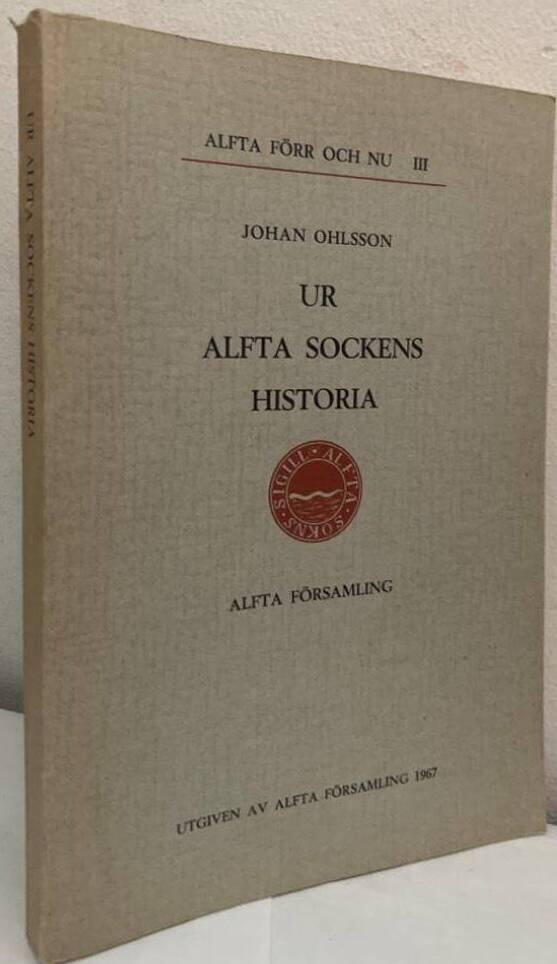 ALFTA FÖRR OCH NU III
JOHAN OHLSSON
UR
ALFTA SOCKENS
HISTORIA
SIGILL · ALFTA · SOKNS ·
ALFTA FÖRSAMLING
UTGIVEN AV ALFTA FÖRSAMLING 1967
UR ALFTA SOCKENS HISTORIA